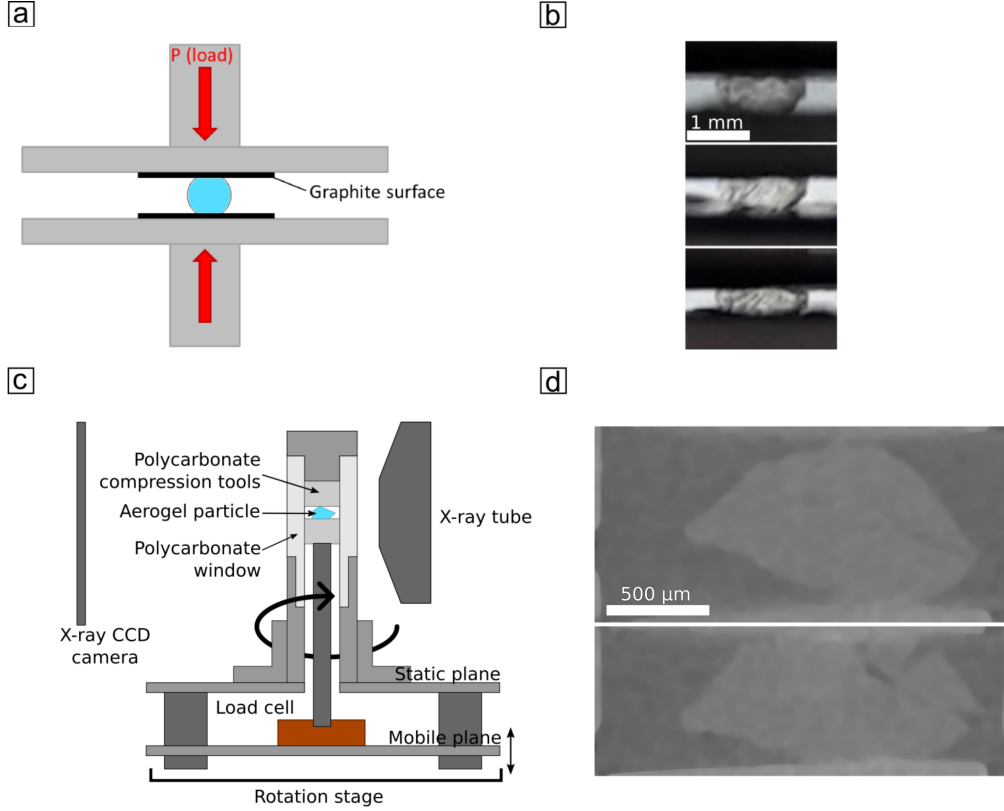 a
P (load)
Graphite surface
b
1 mm
c
Polycarbonate
compression tools
Aerogel particle
Polycarbonate
window
X-ray tube
X-ray CCD
camera
Static plane
Load cell
Mobile plane
Rotation stage
d
500 µm